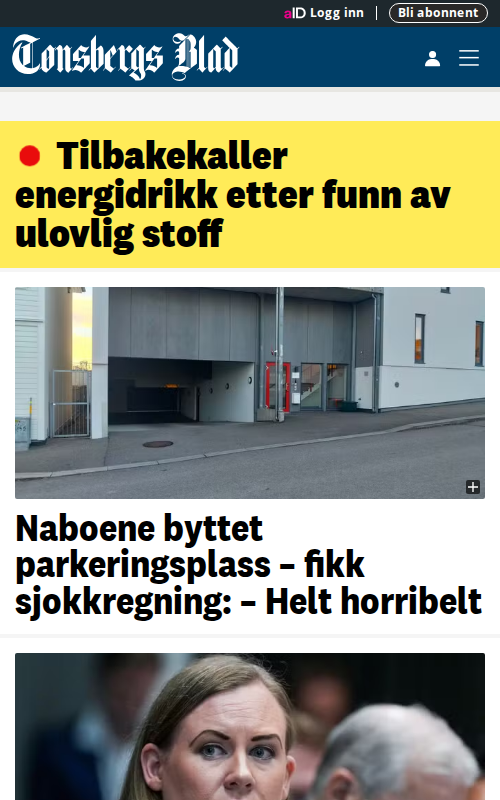 aID Logg inn
Bli abonnent
Tønsbergs Blad
Tilbakekaller
energidrikk etter funn av
ulovlig stoff
Naboene byttet
parkeringsplass – fikk
sjokkregning: – Helt horribelt